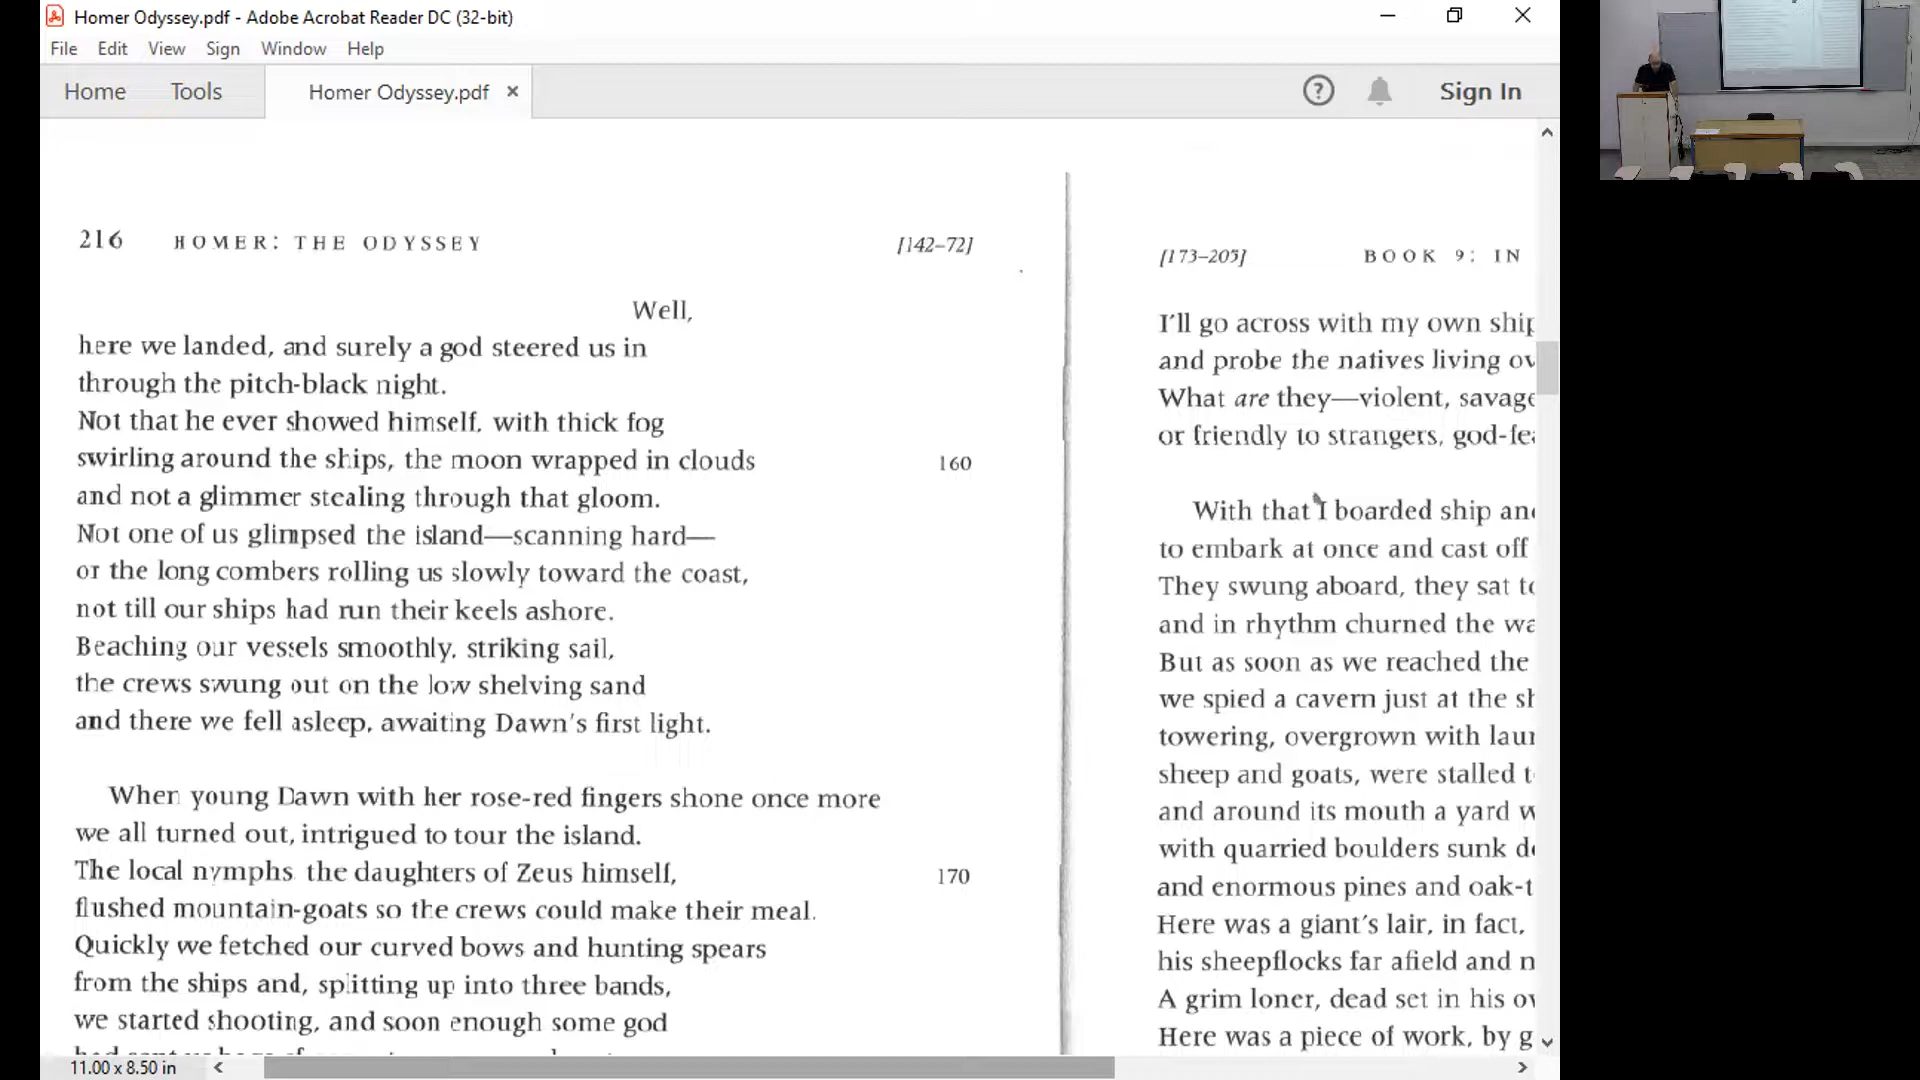 Homer Odyssey.pdf - Adobe Acrobat Reader DC (32-bit)
File Edit View Sign Window Help
Home Tools Homer Odyssey.pdf × Sign In
216 HOMER: THE ODYSSEY [142–72]
Well,
here we landed, and surely a god steered us in
through the pitch-black night.
Not that he ever showed himself, with thick fog
swirling around the ships, the moon wrapped in clouds 160
and not a glimmer stealing through that gloom.
Not one of us glimpsed the island—scanning hard—
or the long combers rolling us slowly toward the coast,
not till our ships had run their keels ashore.
Beaching our vessels smoothly, striking sail,
the crews swung out on the low shelving sand
and there we fell asleep, awaiting Dawn's first light.
When young Dawn with her rose-red fingers shone once more
we all turned out, intrigued to tour the island.
The local nymphs, the daughters of Zeus himself, 170
flushed mountain-goats so the crews could make their meal.
Quickly we fetched our curved bows and hunting spears
from the ships and, splitting up into three bands,
we started shooting, and soon enough some god
[173–205] BOOK 9: IN
I'll go across with my own ship
and probe the natives living
What are they—violent, savage
or friendly to strangers,
With that I boarded ship
to embark at once and cast off
They swung aboard, they sat
and in rhythm churned the
But as soon as we reached the
we spied a cavern just at the
towering, overgrown with
sheep and goats, were stalled
and around its mouth a yard
with quarried boulders sunk
and enormous pines and
Here was a giant's lair, in fact,
his sheepflocks far afield and
A grim loner, dead set in his
Here was a piece of work, by
11.00 x 8.50 in